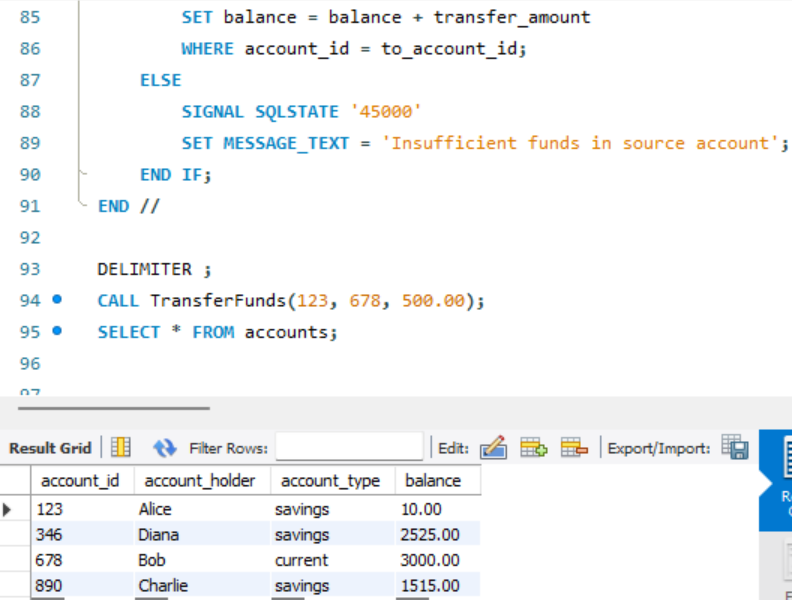 85 SET balance = balance + transfer_amount
86 WHERE account_id = to_account_id;
87 ELSE
88 SIGNAL SQLSTATE '45000'
89 SET MESSAGE_TEXT = 'Insufficient funds in source account';
90 END IF;
91 END //
92
93 DELIMITER ;
94 CALL TransferFunds(123, 678, 500.00);
95 SELECT * FROM accounts;
96
97
Result Grid Filter Rows: Edit: Export/Import:
account_id account_holder account_type balance
123 Alice savings 10.00
346 Diana savings 2525.00
678 Bob current 3000.00
890 Charlie savings 1515.00